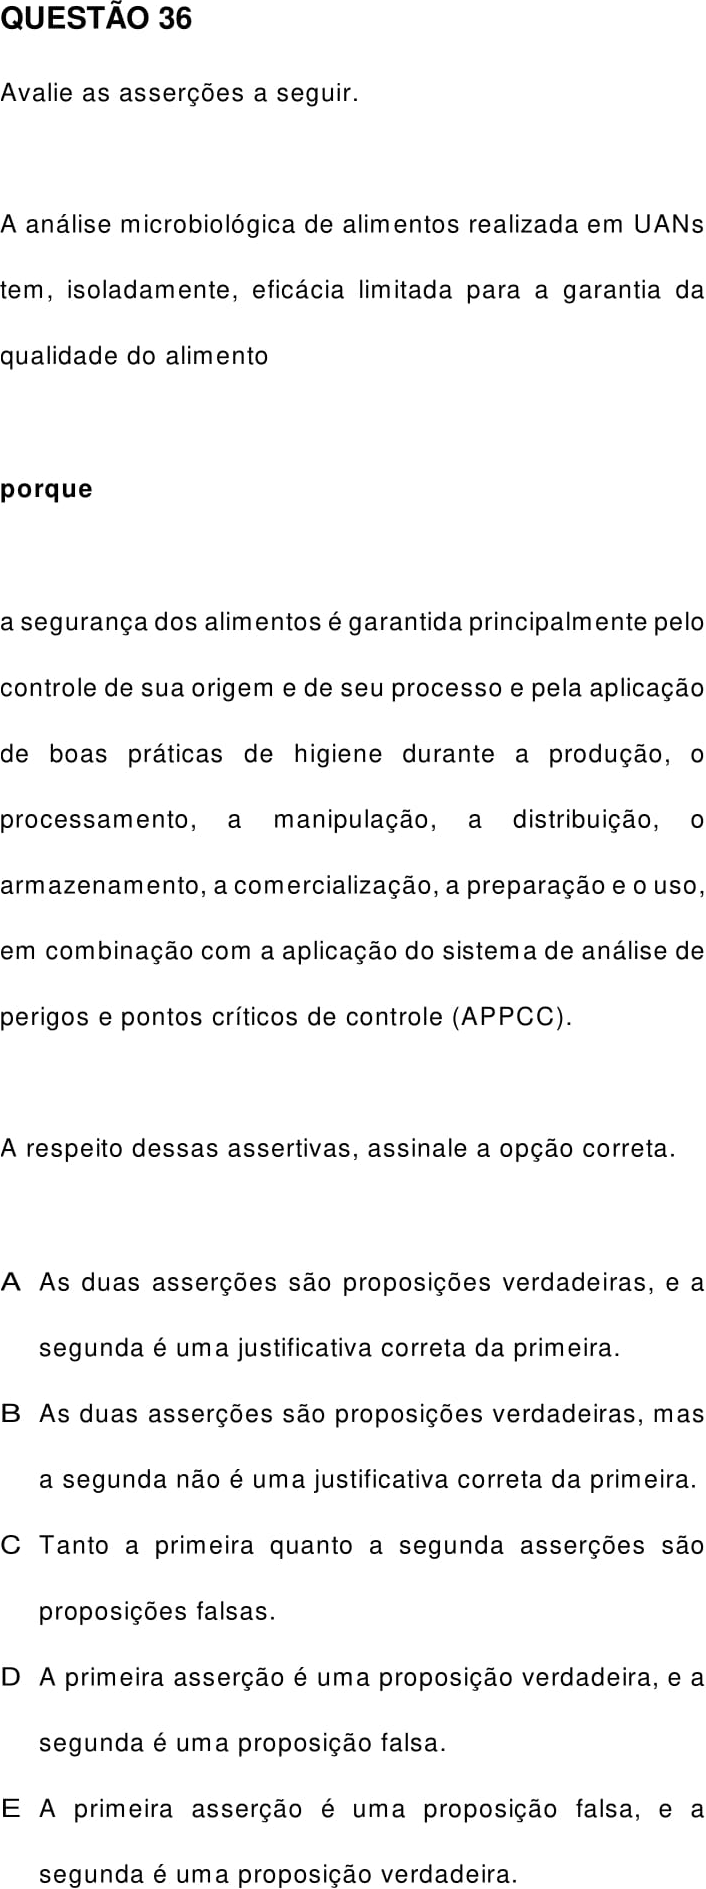 QUESTÃO 36
Avalie as asserções a seguir.
A análise microbiológica de alimentos realizada em UANs
tem, isoladamente, eficácia limitada para a garantia da
qualidade do alimento
porque
a segurança dos alimentos é garantida principalmente pelo
controle de sua origem e de seu processo e pela aplicação
de boas práticas de higiene durante a produção, o
processamento, a manipulação, a distribuição, o
armazenamento, a comercialização, a preparação e o uso,
em combinação com a aplicação do sistema de análise de
perigos e pontos críticos de controle (APPCC).
A respeito dessas assertivas, assinale a opção correta.
A As duas asserções são proposições verdadeiras, e a
segunda é uma justificativa correta da primeira.
B As duas asserções são proposições verdadeiras, mas
a segunda não é uma justificativa correta da primeira.
C Tanto a primeira quanto a segunda asserções são
proposições falsas.
D A primeira asserção é uma proposição verdadeira, e a
segunda é uma proposição falsa.
E A primeira asserção é uma proposição falsa, e a
segunda é uma proposição verdadeira.